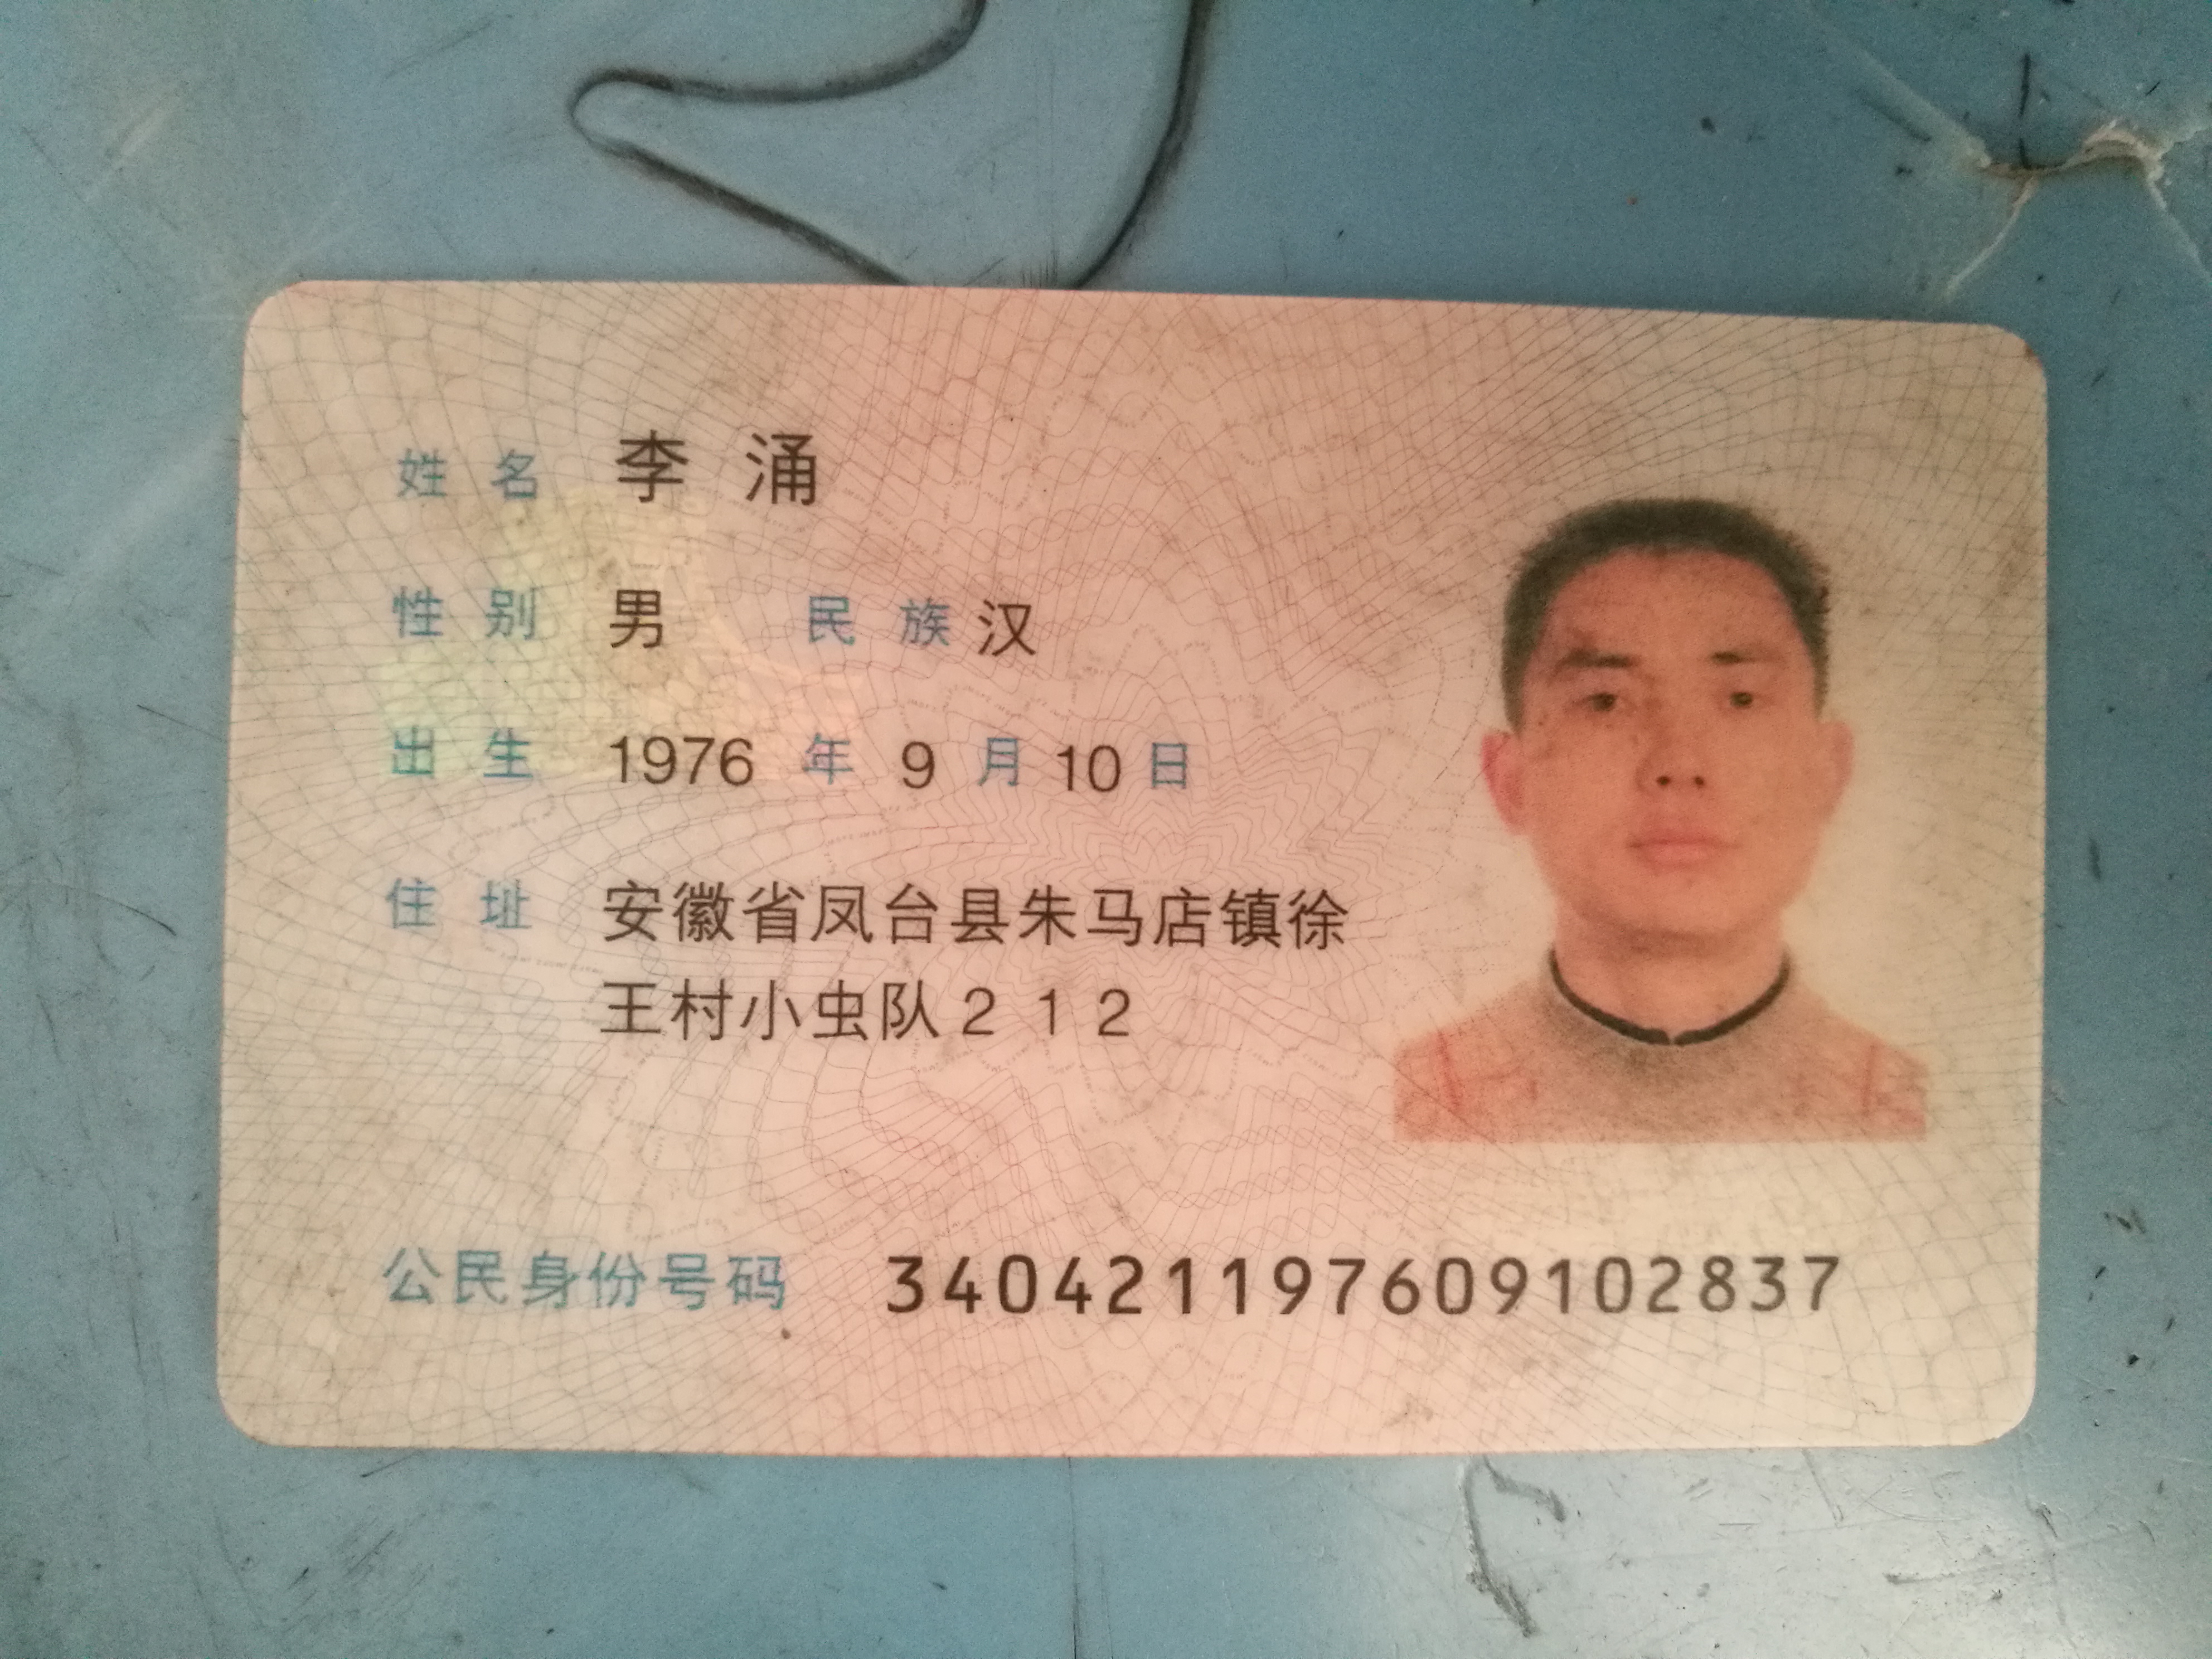 姓名 李涌
性别 男 民族 汉
出生 1976 年 9 月 10 日
住址 安徽省凤台县朱马店镇徐
王村小虫队212
公民身份号码 340421197609102837